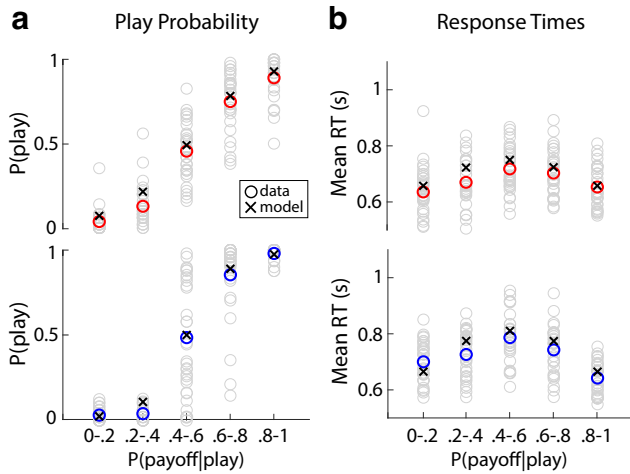 a Play Probability
b Response Times
1
0.5
0
P(play)
data
model
1
0.8
0.6
Mean RT (s)
1
0.5
0
P(play)
0-.2 .2-.4 .4-.6 .6-.8 .8-1
P(payoff|play)
1
0.8
0.6
Mean RT (s)
0-.2 .2-.4 .4-.6 .6-.8 .8-1
P(payoff|play)